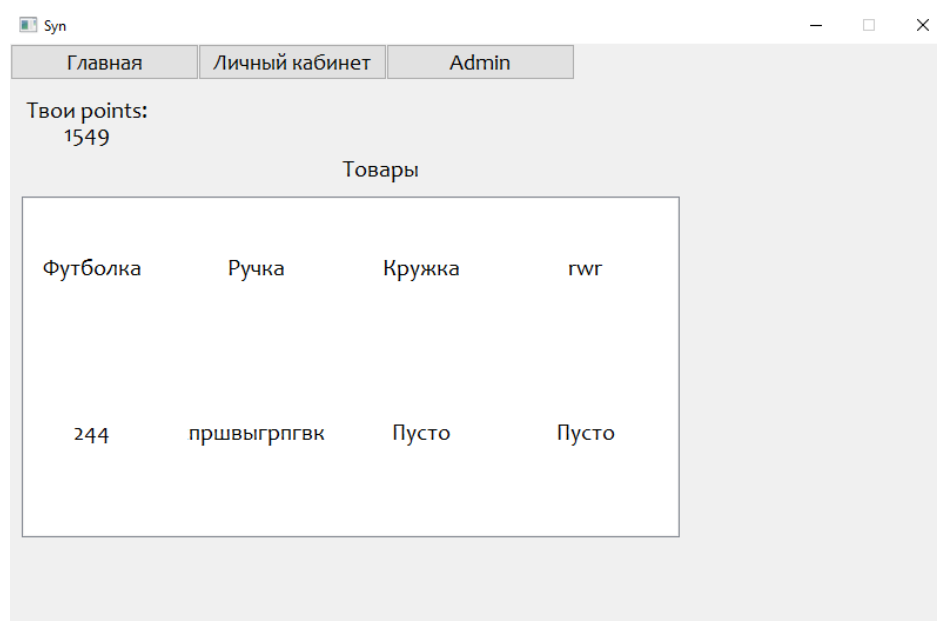 Syn
Главная Личный кабинет Admin
Твои points:
1549
Товары
Футболка Ручка Кружка rwr
244 пршвыгрпгвк Пусто Пусто